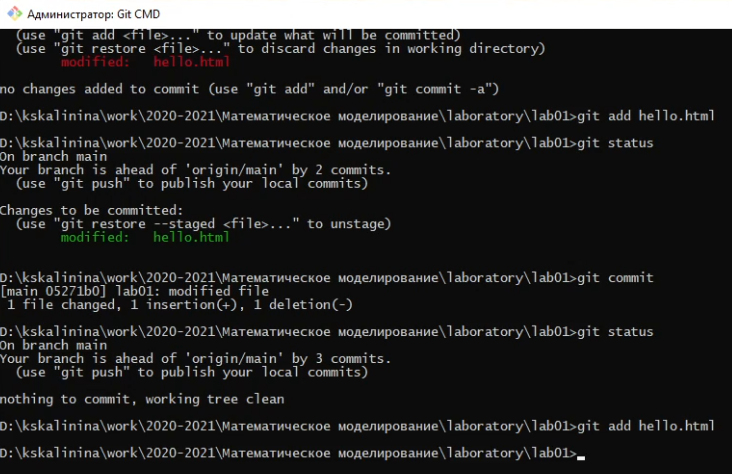 Администратор: Git CMD
(use "git add <file>..." to update what will be committed)
(use "git restore <file>..." to discard changes in working directory)
modified: hello.html
no changes added to commit (use "git add" and/or "git commit -a")
D:\kskalinina\work\2020-2021\Математическое моделирование\laboratory\lab01>git add hello.html
D:\kskalinina\work\2020-2021\Математическое моделирование\laboratory\lab01>git status
On branch main
Your branch is ahead of 'origin/main' by 2 commits.
(use "git push" to publish your local commits)
Changes to be committed:
(use "git restore --staged <file>..." to unstage)
modified: hello.html
D:\kskalinina\work\2020-2021\Математическое моделирование\laboratory\lab01>git commit
[main 05271b0] lab01: modified file
1 file changed, 1 insertion(+), 1 deletion(-)
D:\kskalinina\work\2020-2021\Математическое моделирование\laboratory\lab01>git status
On branch main
Your branch is ahead of 'origin/main' by 3 commits.
(use "git push" to publish your local commits)
nothing to commit, working tree clean
D:\kskalinina\work\2020-2021\Математическое моделирование\laboratory\lab01>git add hello.html
D:\kskalinina\work\2020-2021\Математическое моделирование\laboratory\lab01>